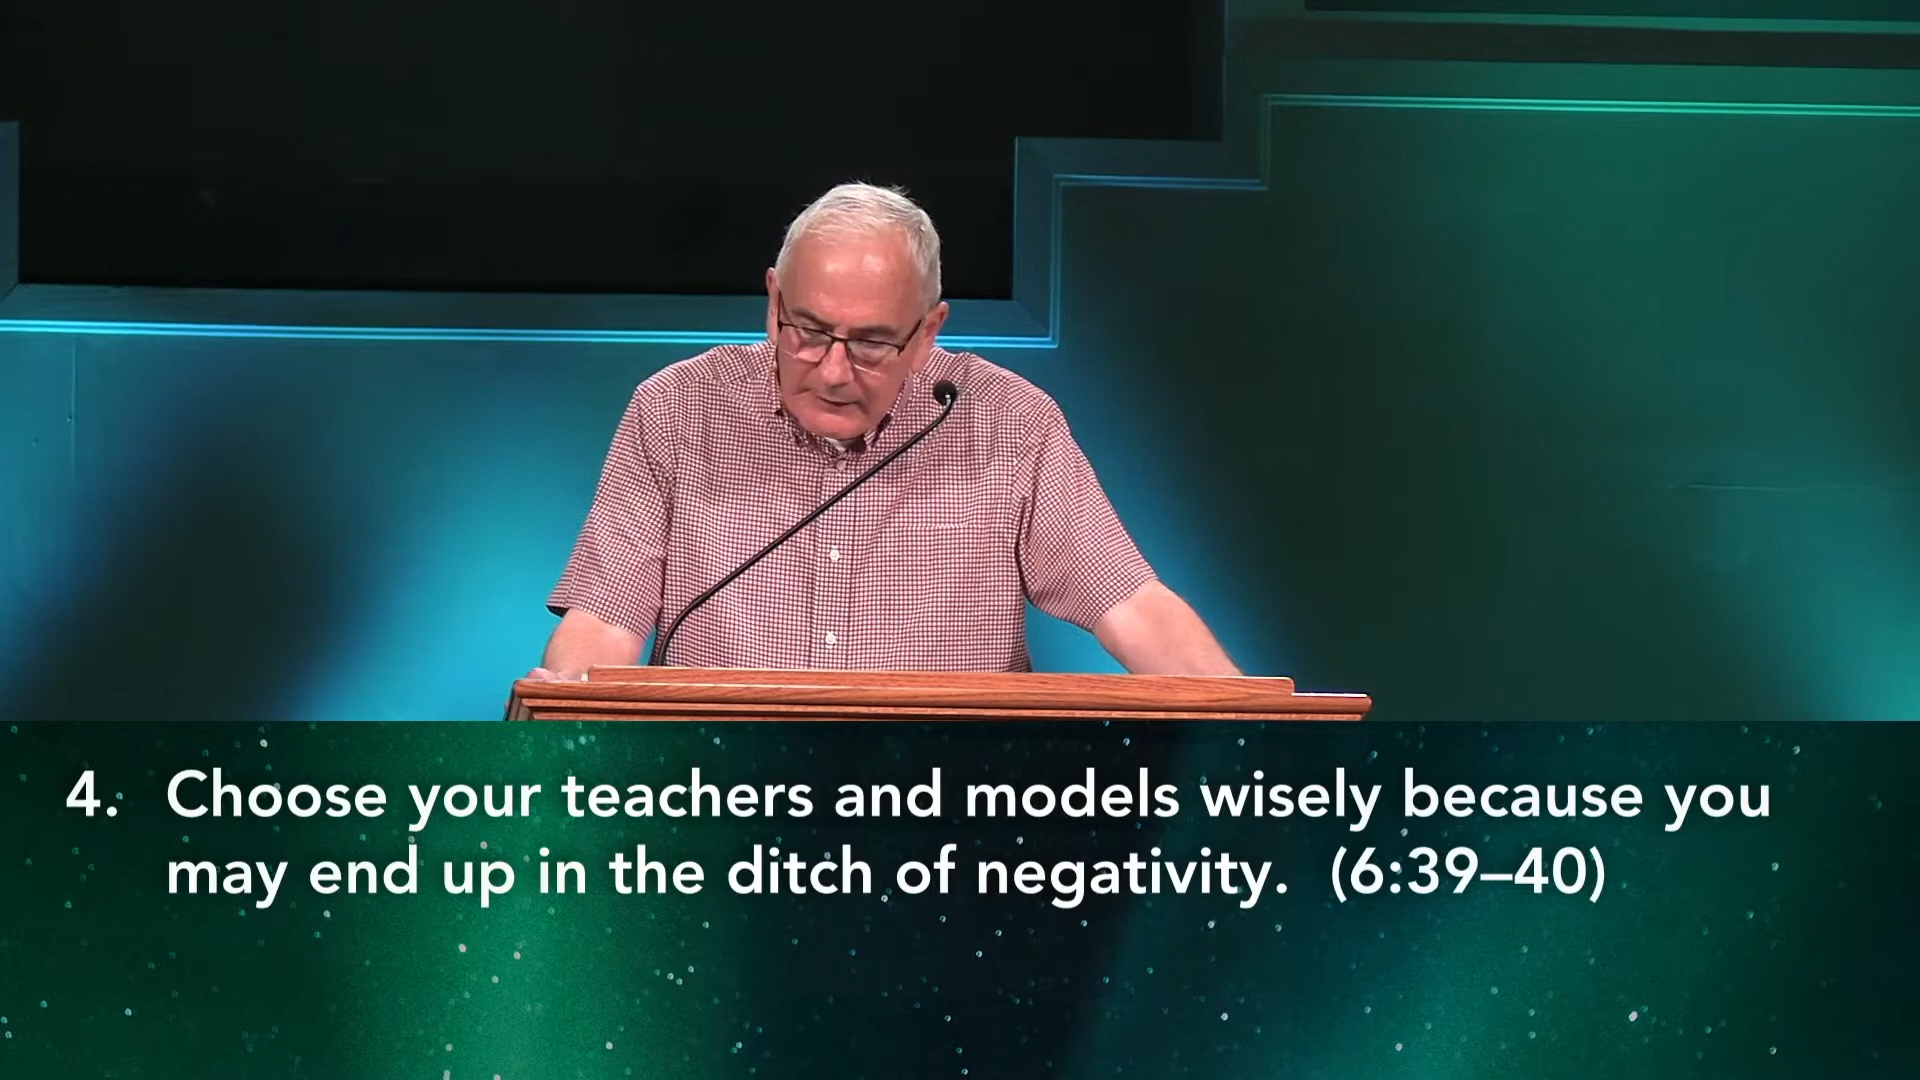 4. Choose your teachers and models wisely because you
may end up in the ditch of negativity. (6:39–40)